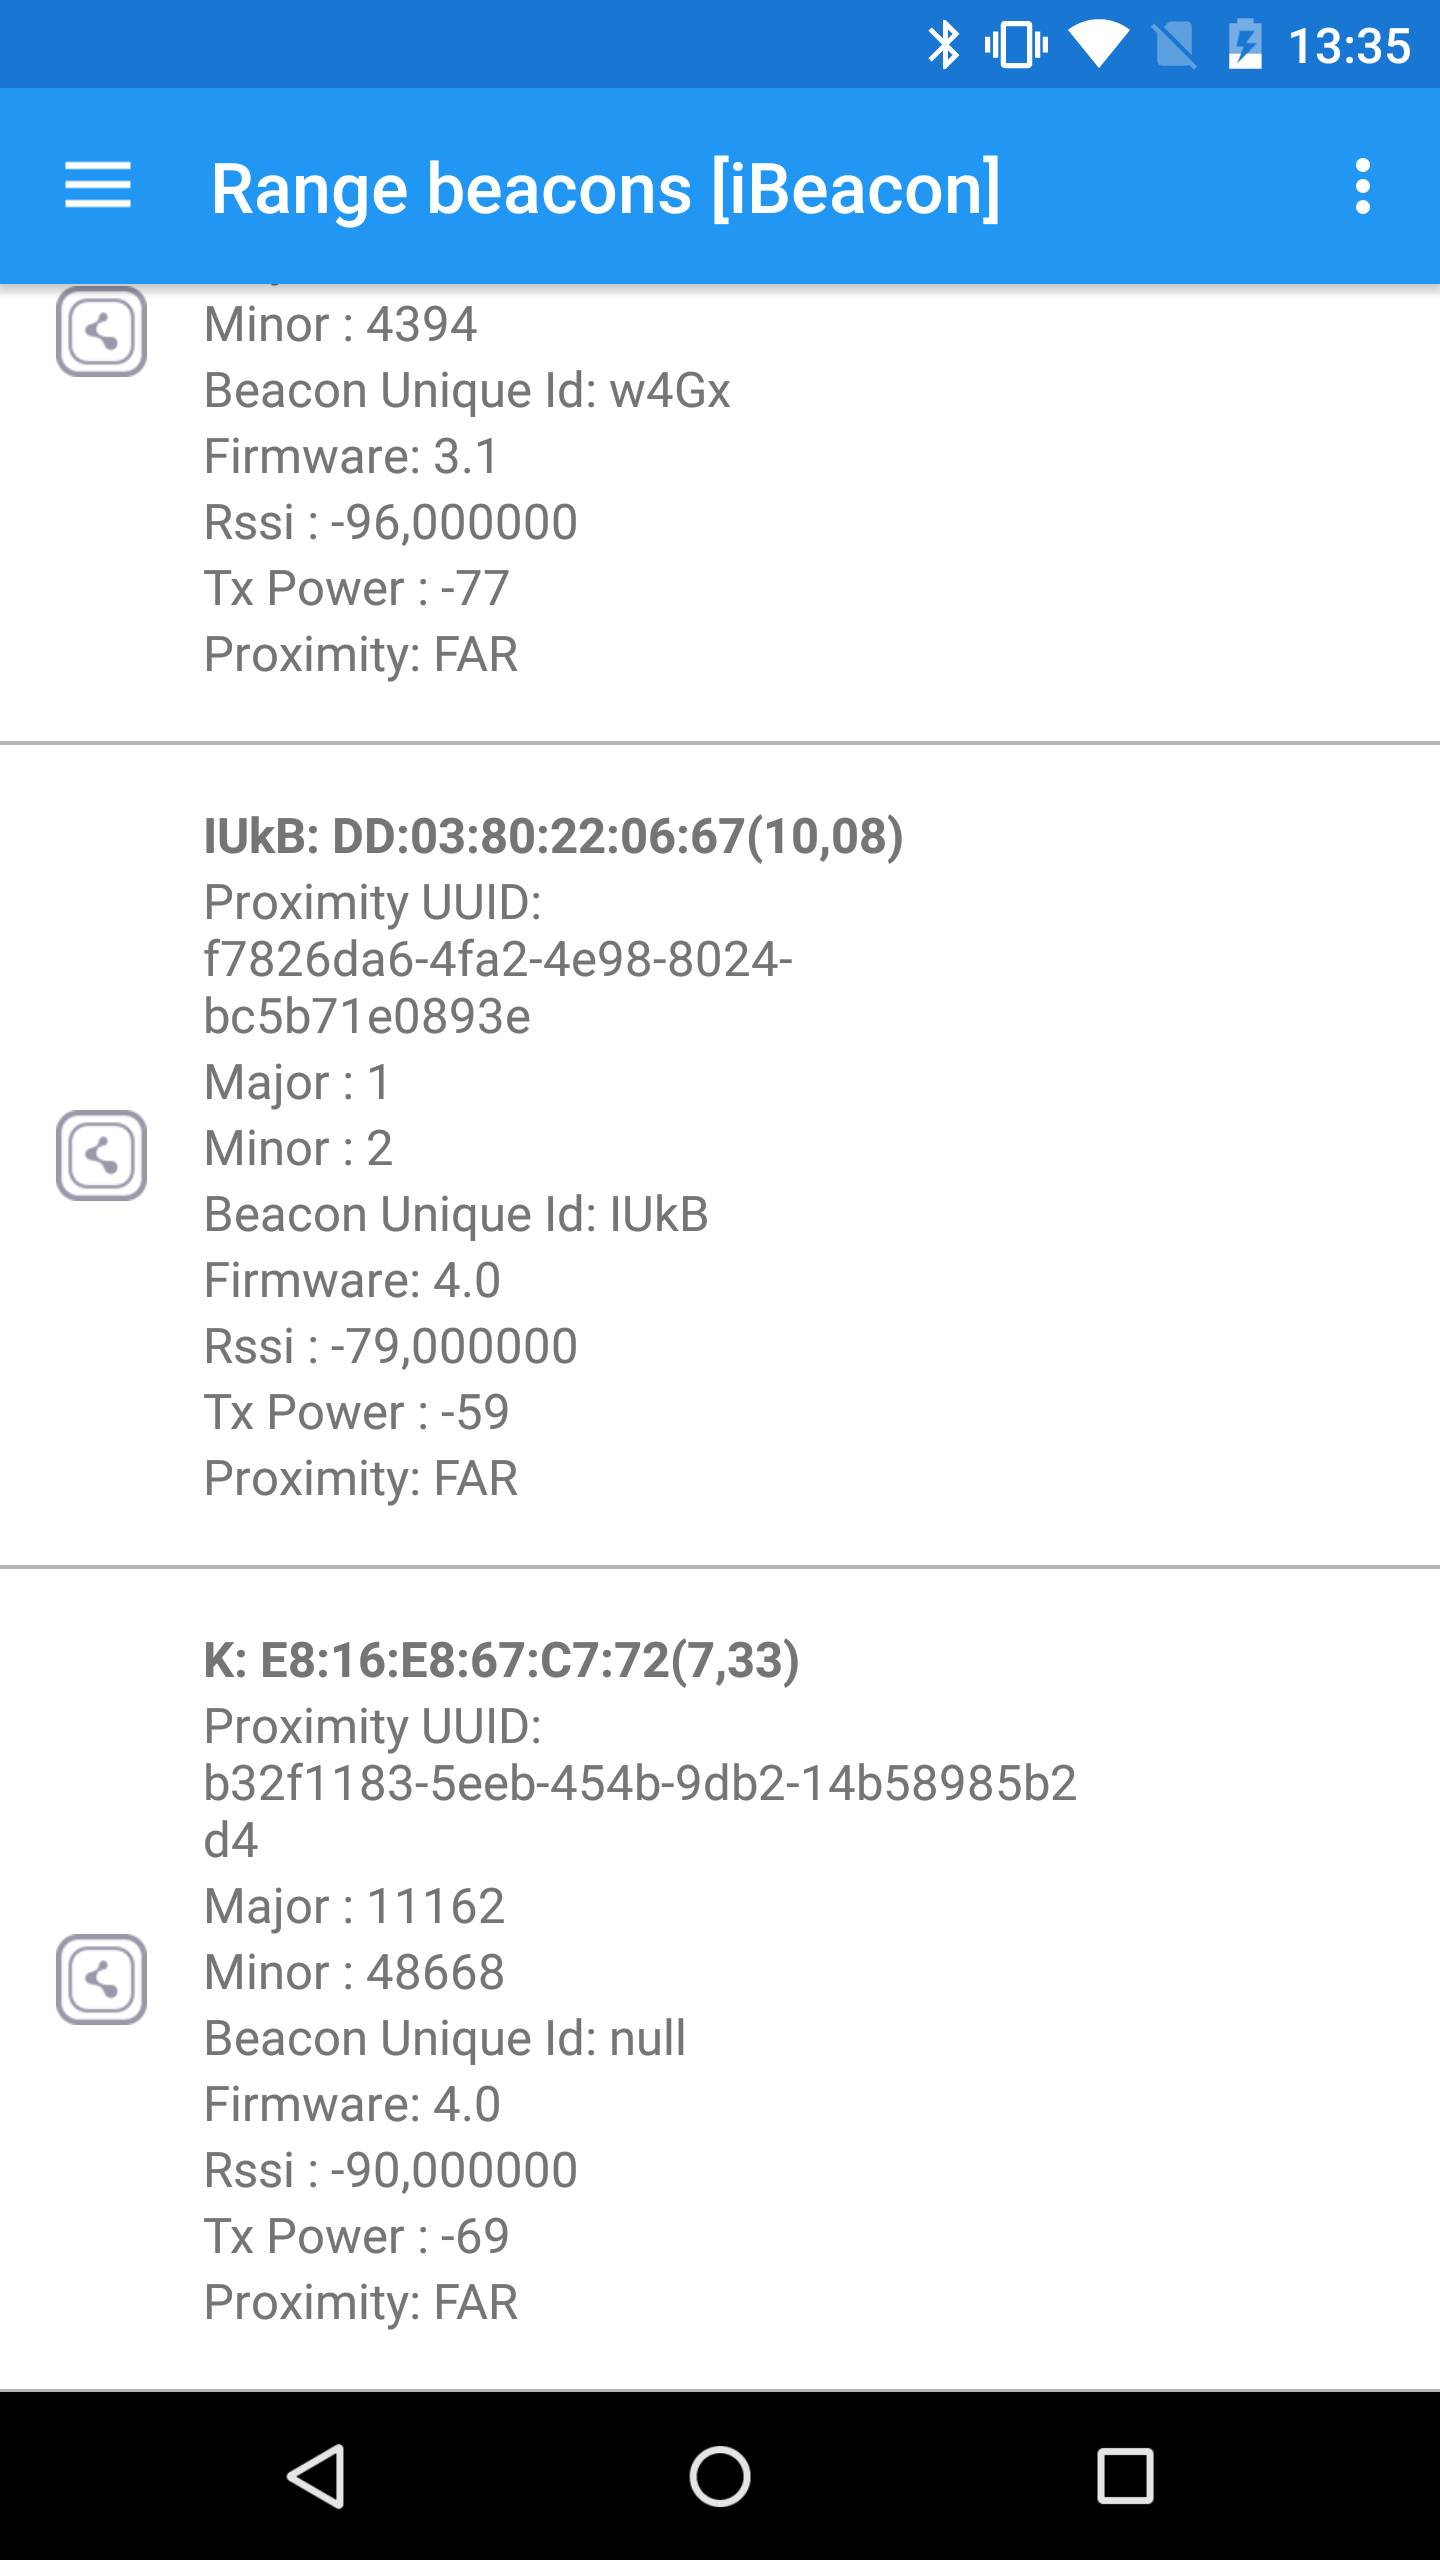 13:35
Range beacons [iBeacon]
Minor : 4394
Beacon Unique Id: w4Gx
Firmware: 3.1
Rssi : -96,000000
Tx Power : -77
Proximity: FAR
IUkB: DD:03:80:22:06:67(10,08)
Proximity UUID:
f7826da6-4fa2-4e98-8024-
bc5b71e0893e
Major : 1
Minor : 2
Beacon Unique Id: IUkB
Firmware: 4.0
Rssi : -79,000000
Tx Power : -59
Proximity: FAR
K: E8:16:E8:67:C7:72(7,33)
Proximity UUID:
b32f1183-5eeb-454b-9db2-14b58985b2
d4
Major : 11162
Minor : 48668
Beacon Unique Id: null
Firmware: 4.0
Rssi : -90,000000
Tx Power : -69
Proximity: FAR